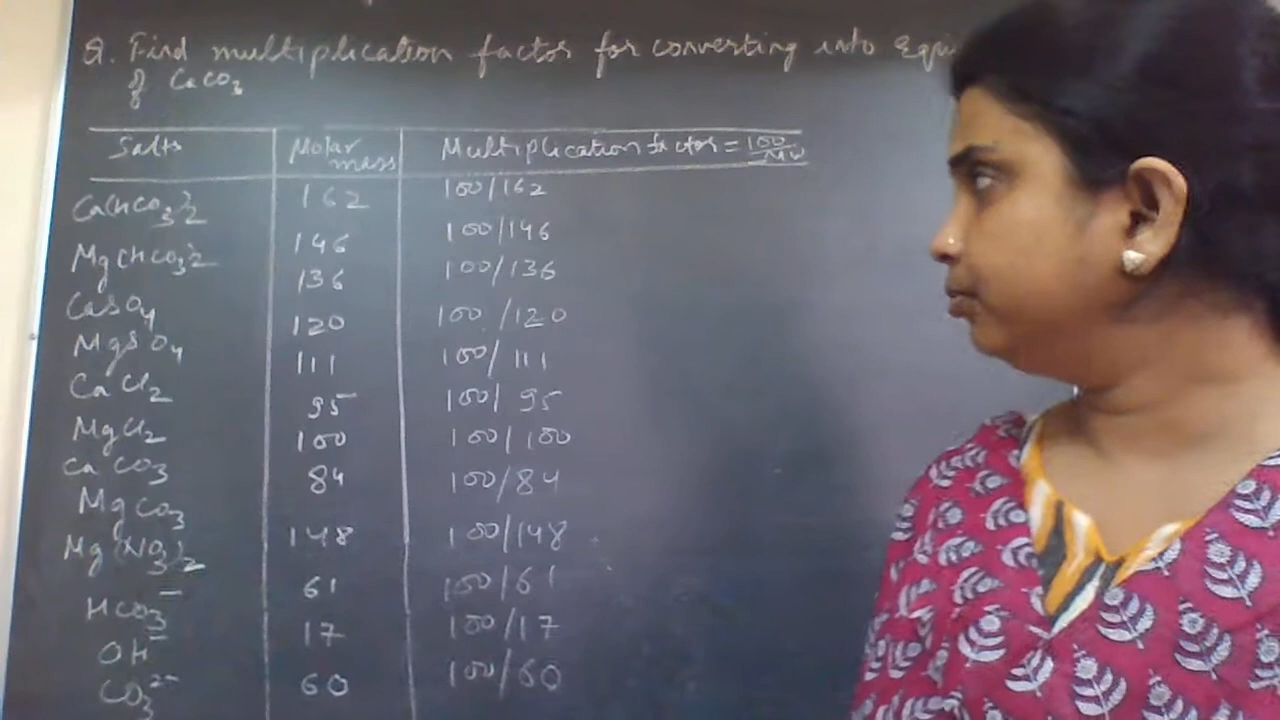 Q. Find multiplication factor for converting into Equi
of CaCO3
Salts Molar mass Multiplication factor = 100/Mw
Ca(HCO3)2 162 100/162
Mg(HCO3)2 146 100/146
CaSO4 136 100/136
MgSO4 120 100/120
CaCl2 111 100/111
MgCl2 95 100/95
CaCO3 100 100/100
MgCO3 84 100/84
Mg(NO3)2 148 100/148
HCO3⁻ 61 100/61
OH⁻ 17 100/17
CO3²⁻ 60 100/60